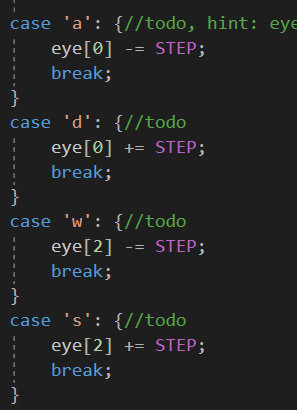 case 'a': {//todo, hint: eye
eye[0] -= STEP;
break;
}
case 'd': {//todo
eye[0] += STEP;
break;
}
case 'w': {//todo
eye[2] -= STEP;
break;
}
case 's': {//todo
eye[2] += STEP;
break;
}